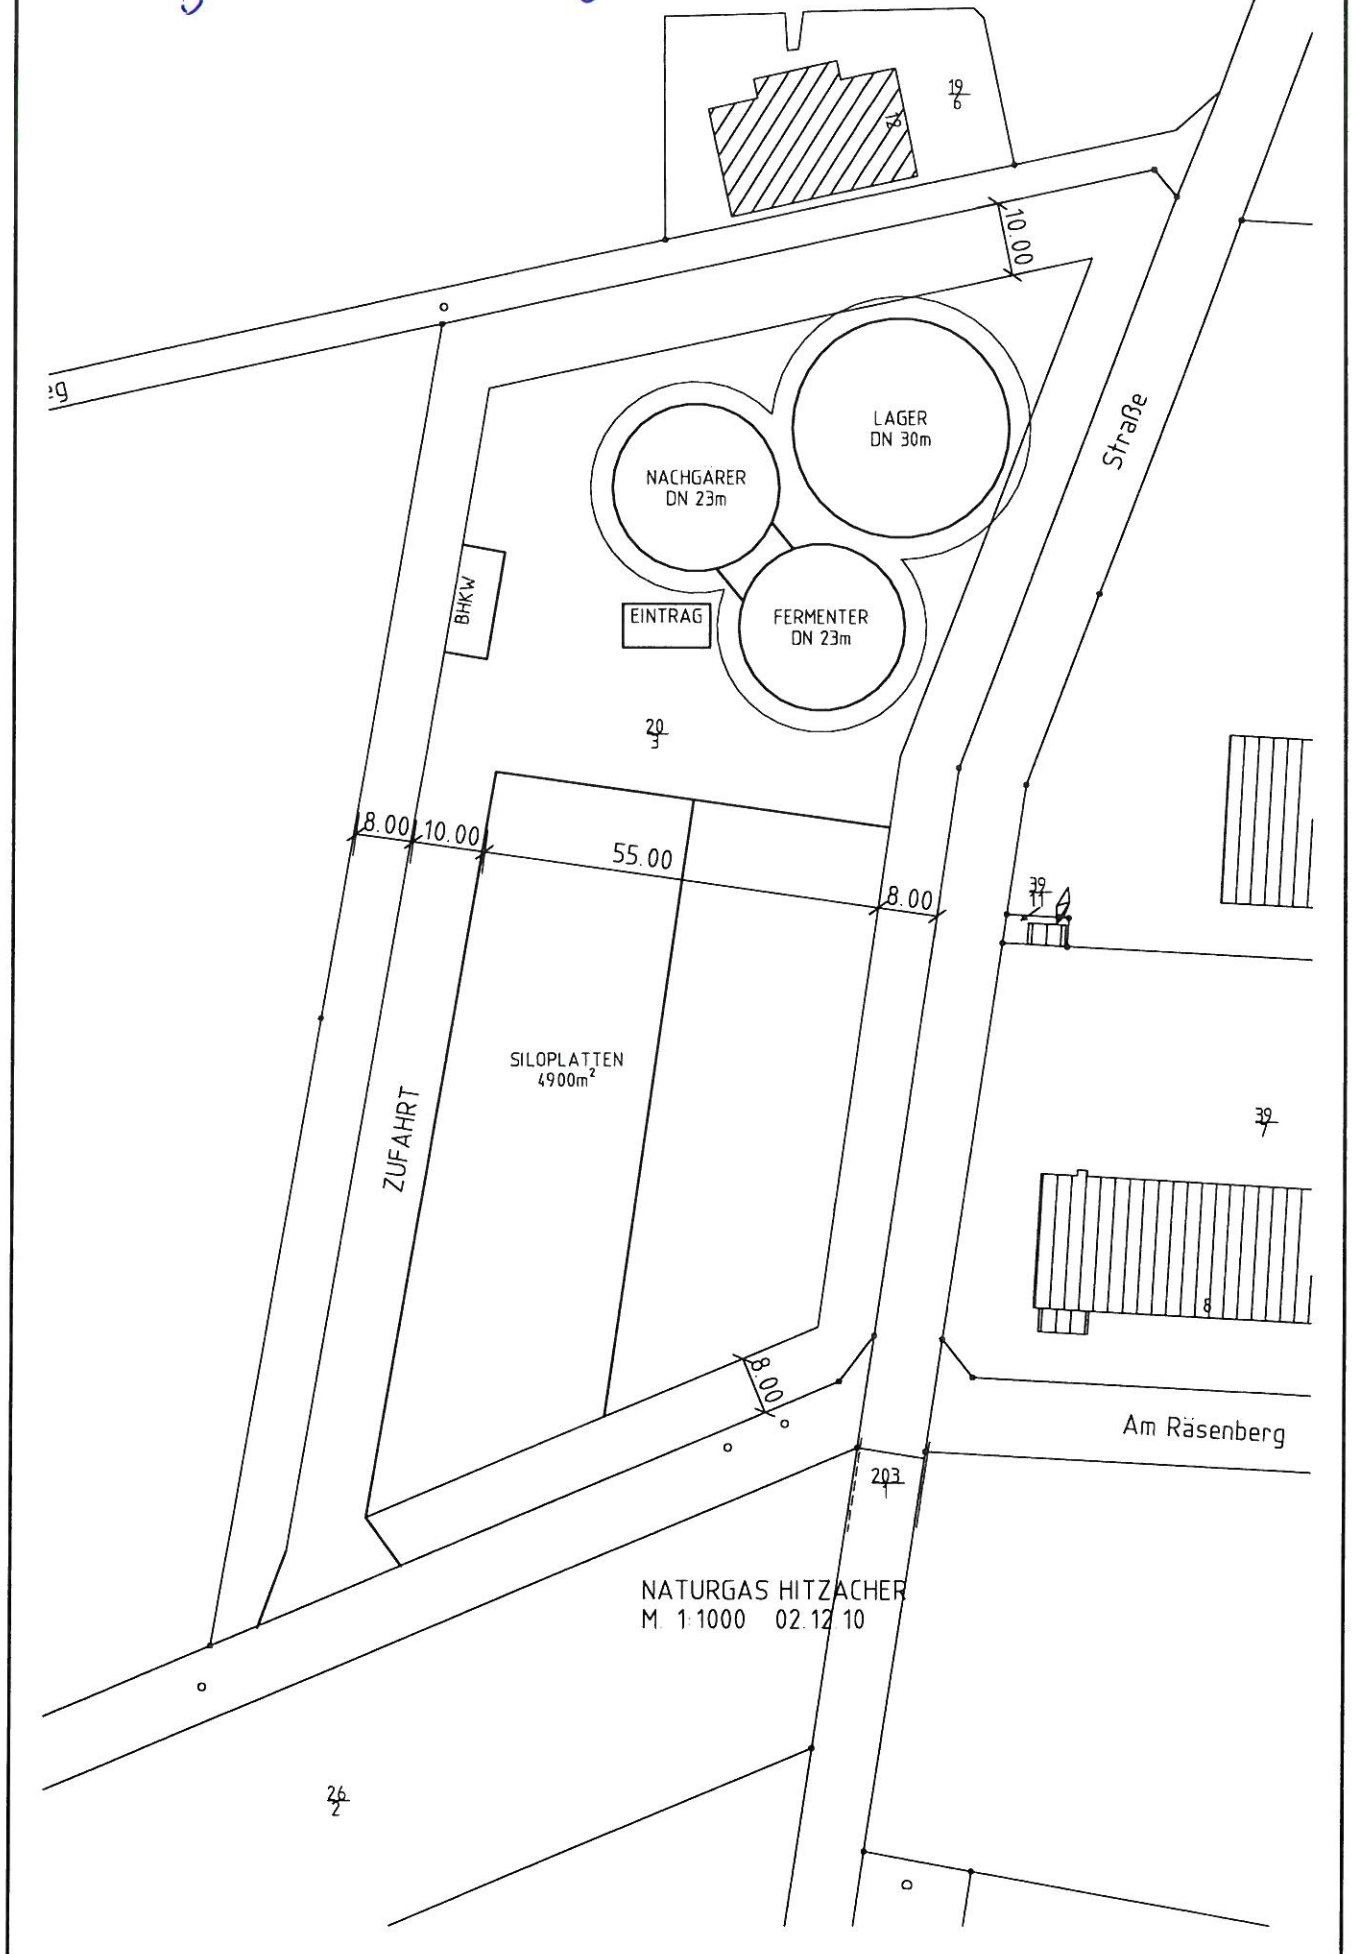 19
6
12
10.00
eg
LAGER
DN 30m
Straße
NACHGÄRER
DN 23m
BHKW
EINTRAG
FERMENTER
DN 23m
20
3
8.00
10.00
55.00
8.00
39
11
SILOPLATTEN
4900m²
ZUFAHRT
39
7
8
8.00
Am Räsenberg
203
1
NATURGAS HITZACHER
M. 1:1000 02.12.10
26
2